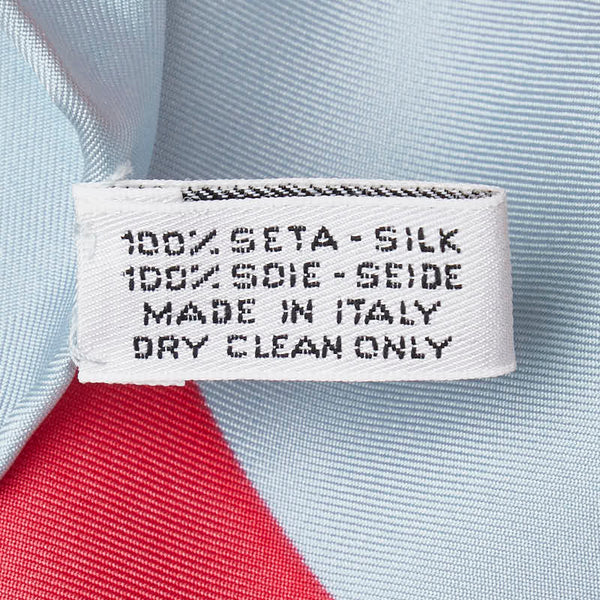 100% SETA - SILK
100% SOIE - SEIDE
MADE IN ITALY
DRY CLEAN ONLY